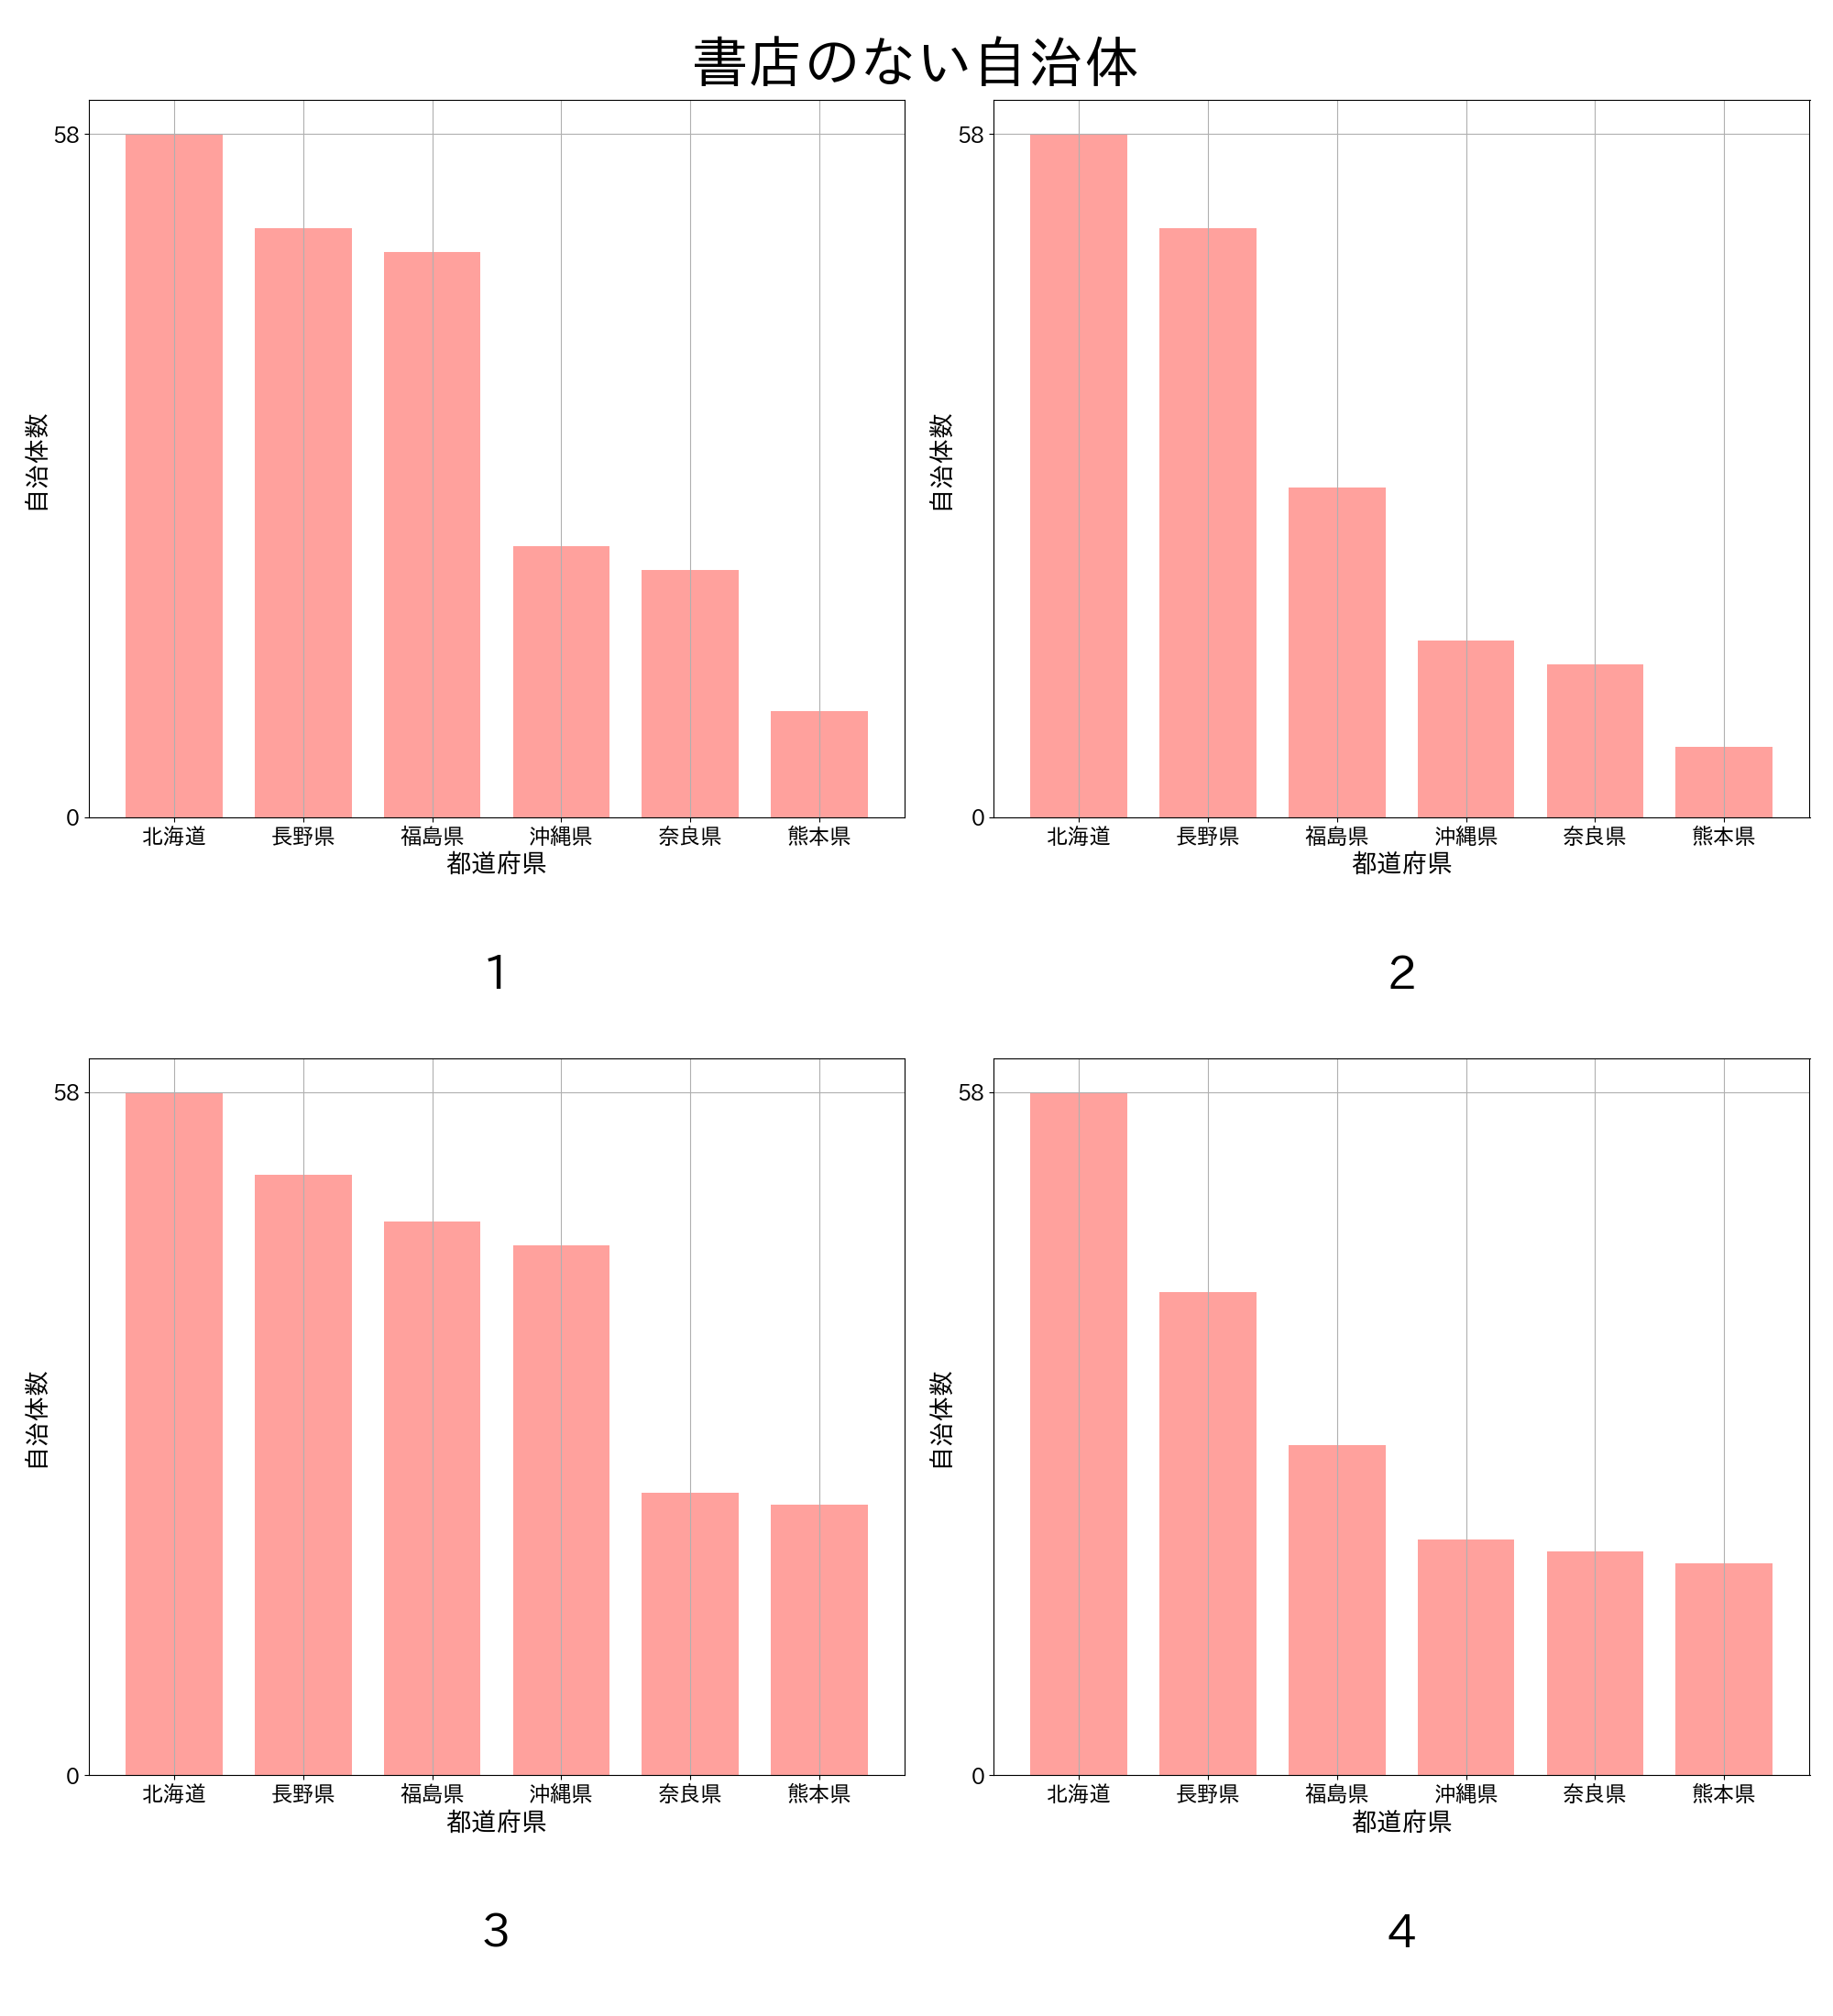 書店のない自治体
58
0
自治体数
北海道 長野県 福島県 沖縄県 奈良県 熊本県
都道府県
1
58
0
自治体数
北海道 長野県 福島県 沖縄県 奈良県 熊本県
都道府県
2
58
0
自治体数
北海道 長野県 福島県 沖縄県 奈良県 熊本県
都道府県
3
58
0
自治体数
北海道 長野県 福島県 沖縄県 奈良県 熊本県
都道府県
4